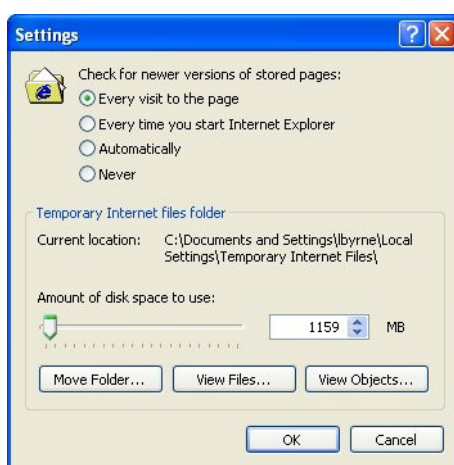 Settings
Check for newer versions of stored pages:
Every visit to the page
Every time you start Internet Explorer
Automatically
Never
Temporary Internet files folder
Current location: C:\Documents and Settings\lbyrne\Local
Settings\Temporary Internet Files\
Amount of disk space to use:
1159 MB
Move Folder... View Files... View Objects...
OK Cancel